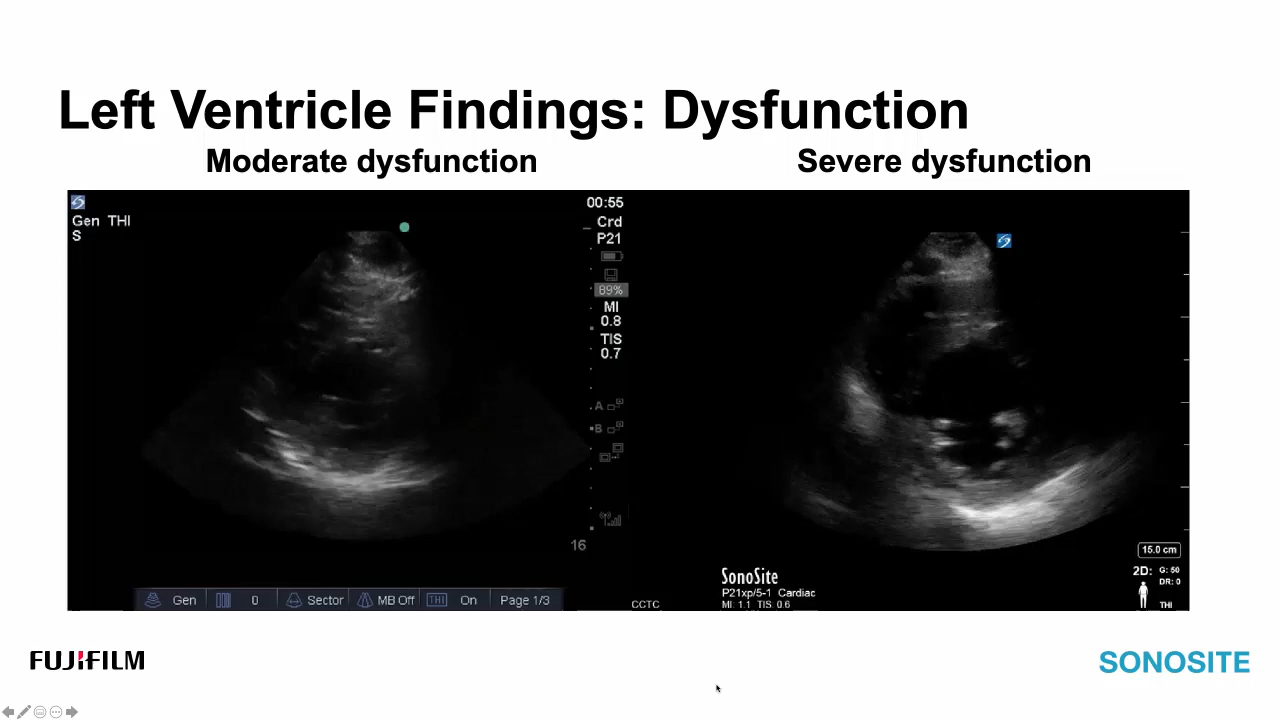 Left Ventricle Findings: Dysfunction
Moderate dysfunction
Severe dysfunction
Gen THI
S
00:55
Crd
P21
89%
MI
0.8
TIS
0.7
A
B
16
Gen
0
Sector
MB Off
THI
On
Page 1/3
CCTC
SonoSite
P21xp/5-1 Cardiac
MI: 1.1 TIS: 0.6
15.0 cm
2D: G: 50
DR: 0
THI
FUJIFILM
SONOSITE